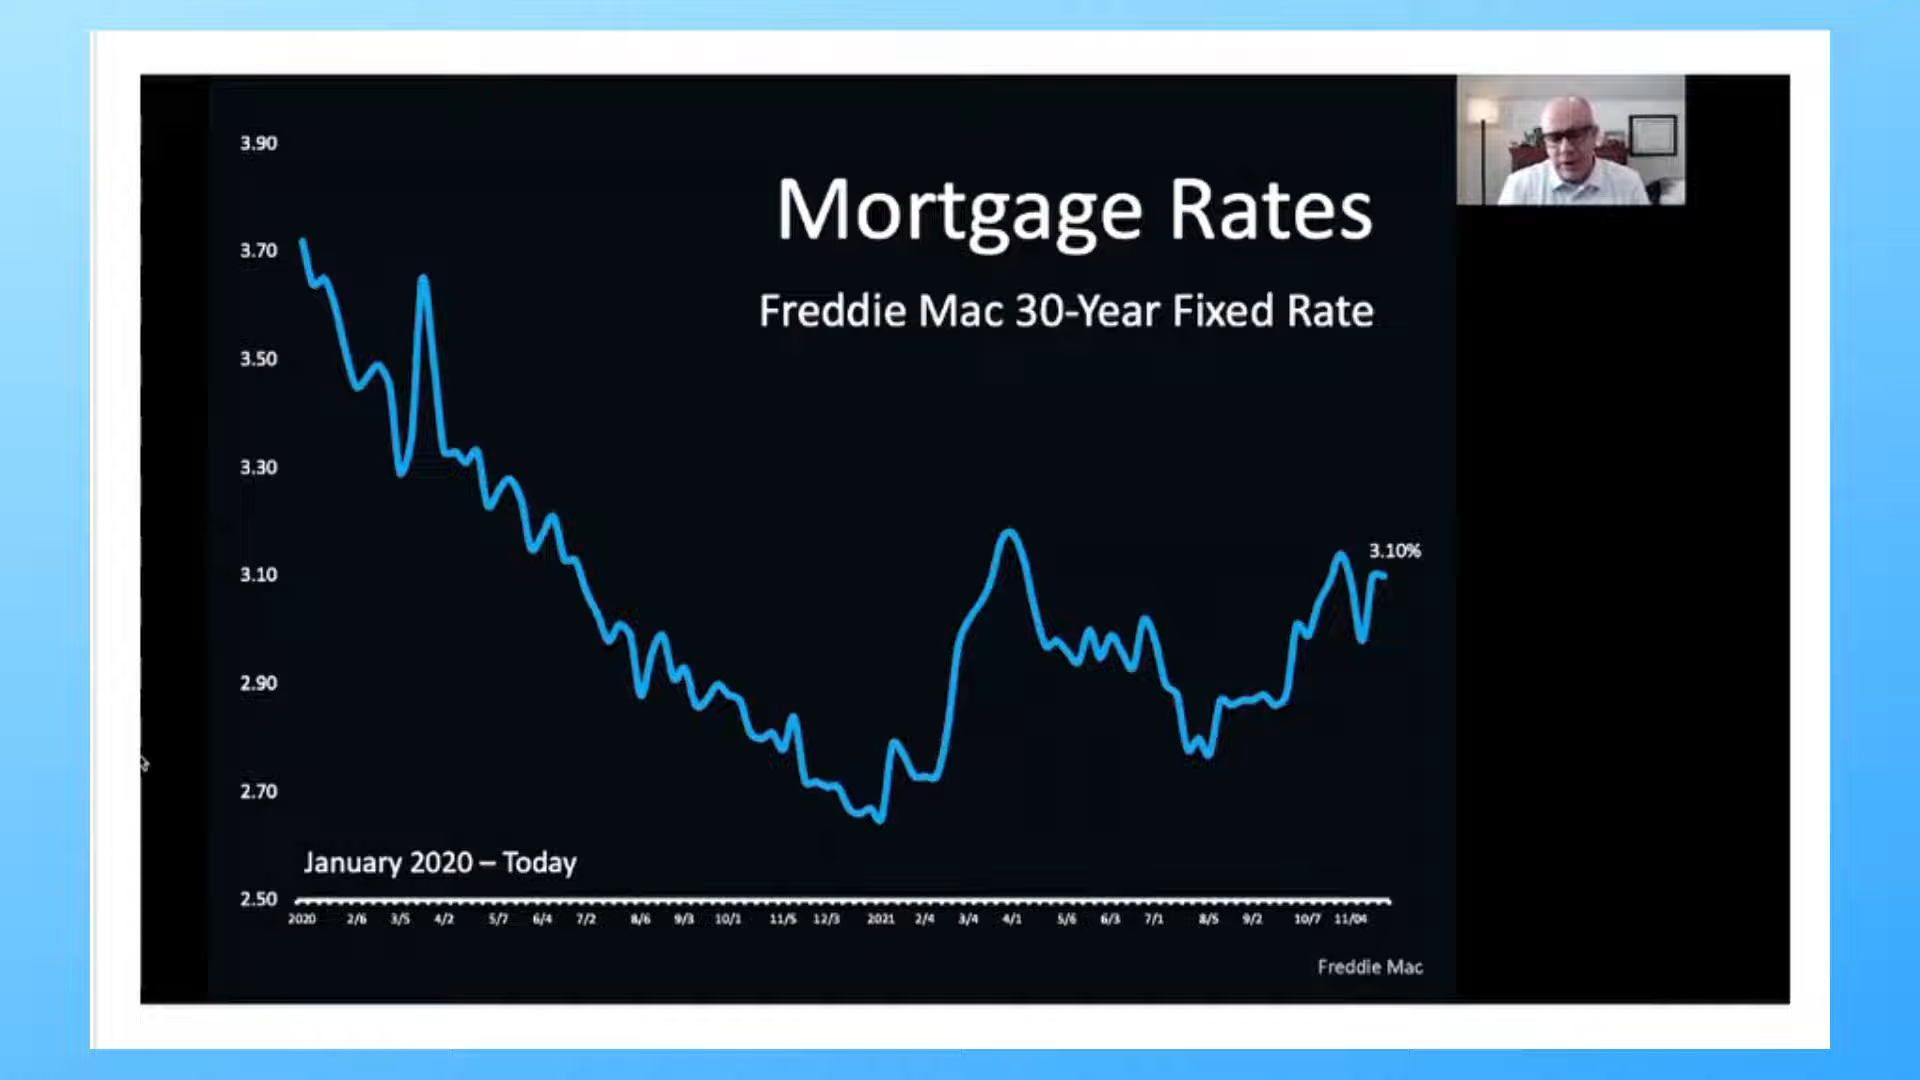 Mortgage Rates
Freddie Mac 30-Year Fixed Rate
3.90
3.70
3.50
3.30
3.10
2.90
2.70
2.50
3.10%
January 2020 – Today
2020 2/6 3/5 4/2 5/7 6/4 7/2 8/6 9/3 10/1 11/5 12/3 2021 2/4 3/4 4/1 5/6 6/3 7/1 8/5 9/2 10/7 11/04
Freddie Mac